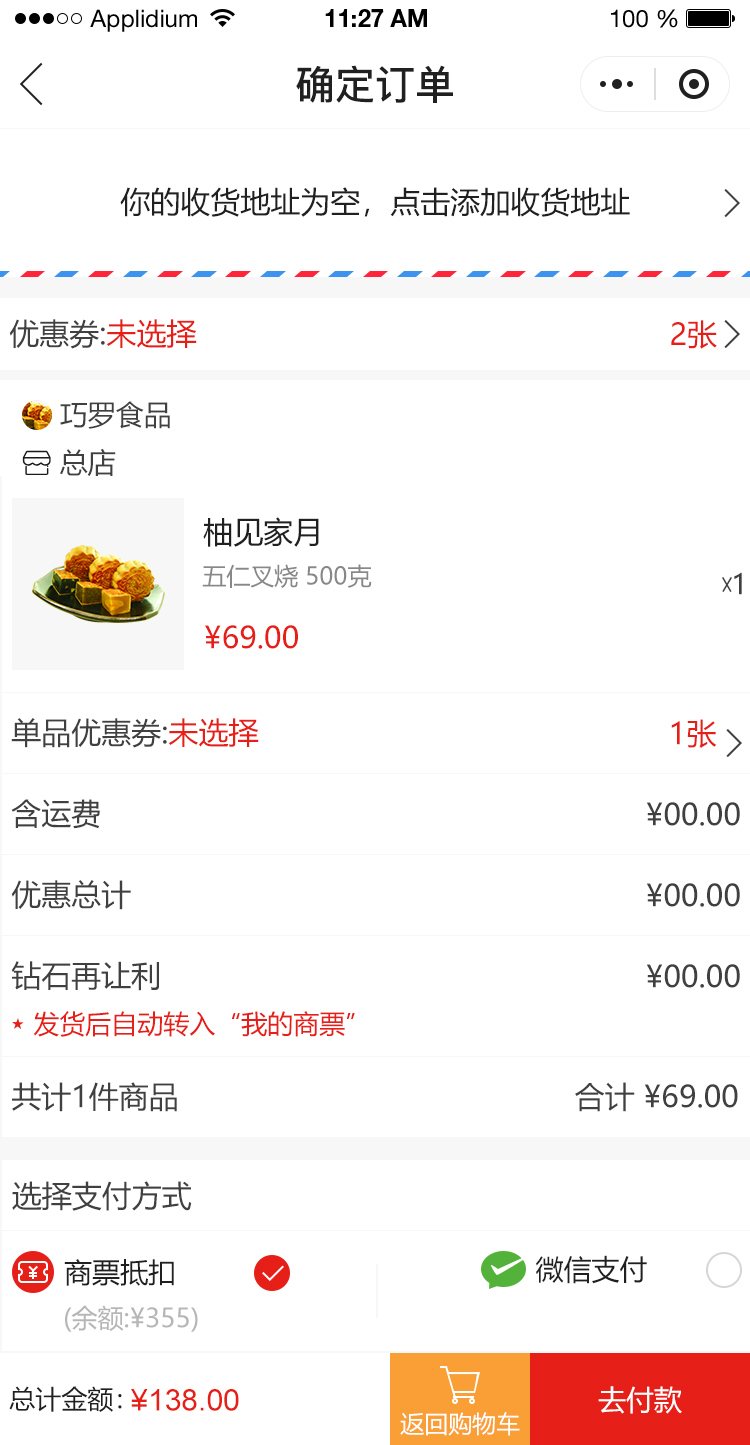 Applidium 11:27 AM 100 %
确定订单
你的收货地址为空，点击添加收货地址
优惠券:未选择 2张
巧罗食品
总店
柚见家月
五仁叉烧 500克
x1
¥69.00
单品优惠券:未选择 1张
含运费 ¥00.00
优惠总计 ¥00.00
钻石再让利 ¥00.00
★ 发货后自动转入“我的商票”
共计1件商品 合计 ¥69.00
选择支付方式
商票抵扣 微信支付
(余额:¥355)
总计金额: ¥138.00 返回购物车 去付款